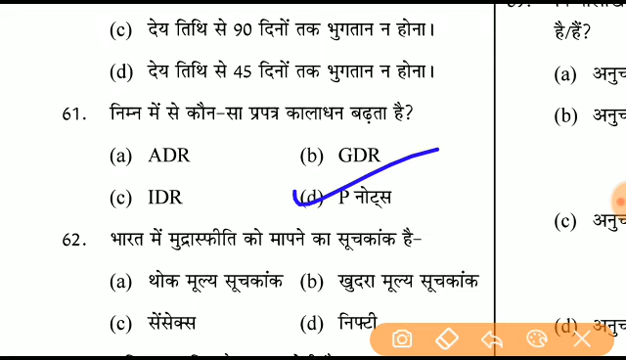 (c) देय तिथि से 90 दिनों तक भुगतान न होना।
(d) देय तिथि से 45 दिनों तक भुगतान न होना।
61. निम्न में से कौन-सा प्रपत्र कालाधन बढ़ता है?
(a) ADR (b) GDR
(c) IDR (d) P नोट्स
62. भारत में मुद्रास्फीति को मापने का सूचकांक है-
(a) थोक मूल्य सूचकांक (b) खुदरा मूल्य सूचकांक
(c) सेंसेक्स (d) निफ्टी
है/हैं?
(a) अनुच
(b) अनुच
(c) अनुच
(d) अनुच